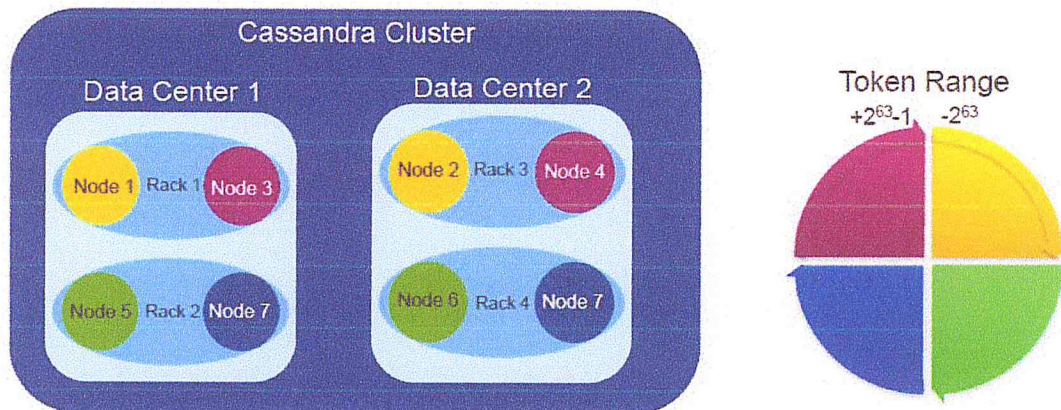 Cassandra Cluster
Data Center 1
Data Center 2
Node 1 Rack 1 Node 3
Node 2 Rack 3 Node 4
Node 5 Rack 2 Node 7
Node 6 Rack 4 Node 7
Token Range
+2⁶³-1 -2⁶³